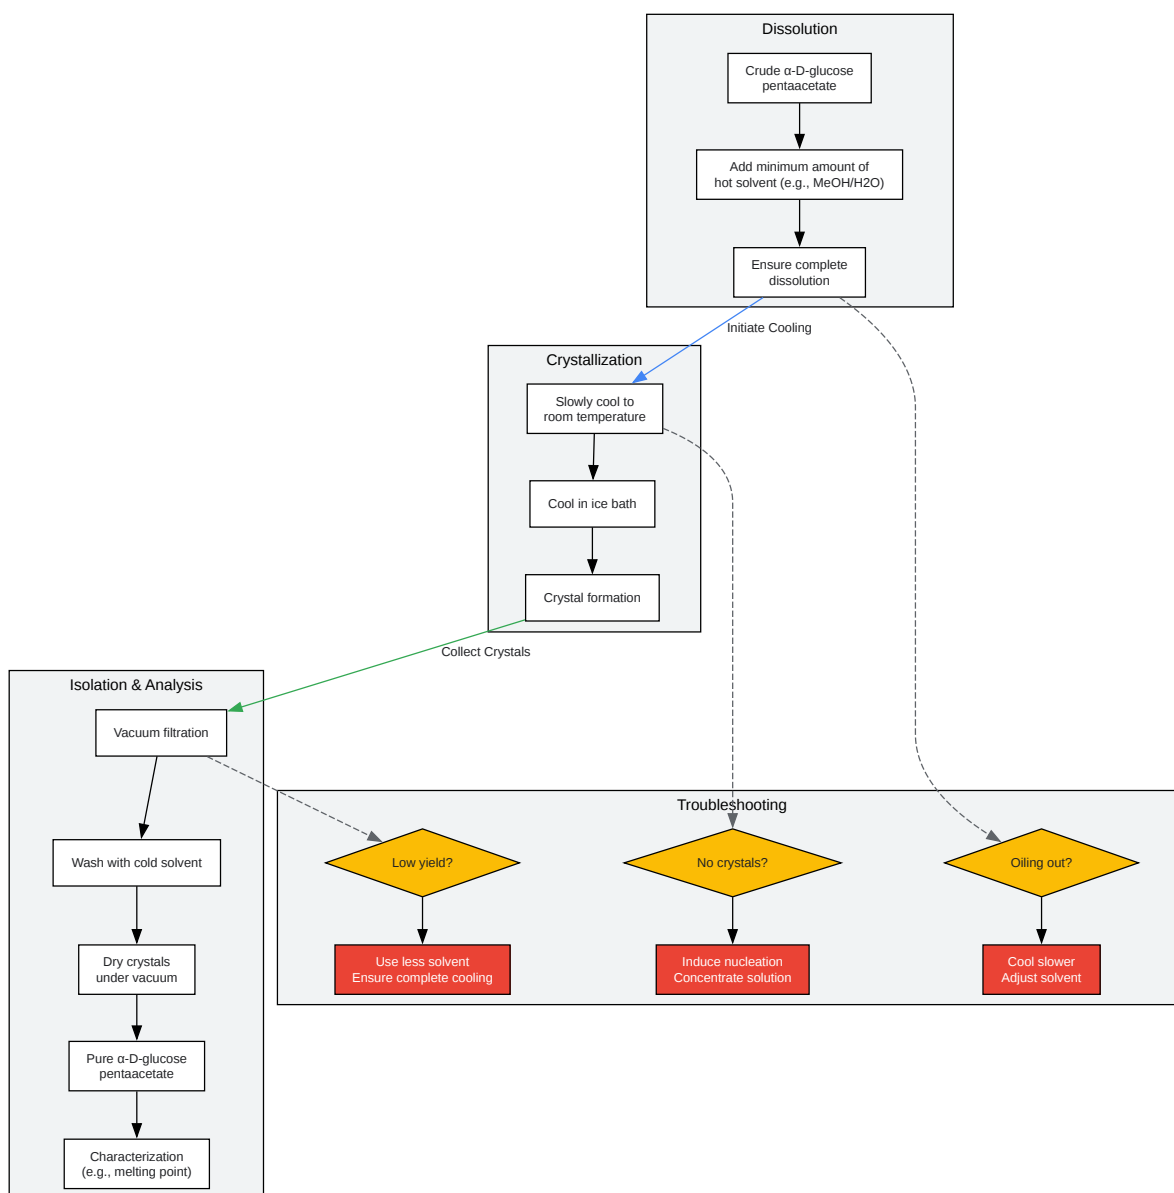 Dissolution
Crude α-D-glucose
pentaacetate
Add minimum amount of
hot solvent (e.g., MeOH/H2O)
Ensure complete
dissolution
Initiate Cooling
Crystallization
Slowly cool to
room temperature
Cool in ice bath
Crystal formation
Collect Crystals
Isolation & Analysis
Vacuum filtration
Wash with cold solvent
Dry crystals
under vacuum
Pure α-D-glucose
pentaacetate
Characterization
(e.g., melting point)
Troubleshooting
Low yield?
Use less solvent
Ensure complete cooling
No crystals?
Induce nucleation
Concentrate solution
Oiling out?
Cool slower
Adjust solvent